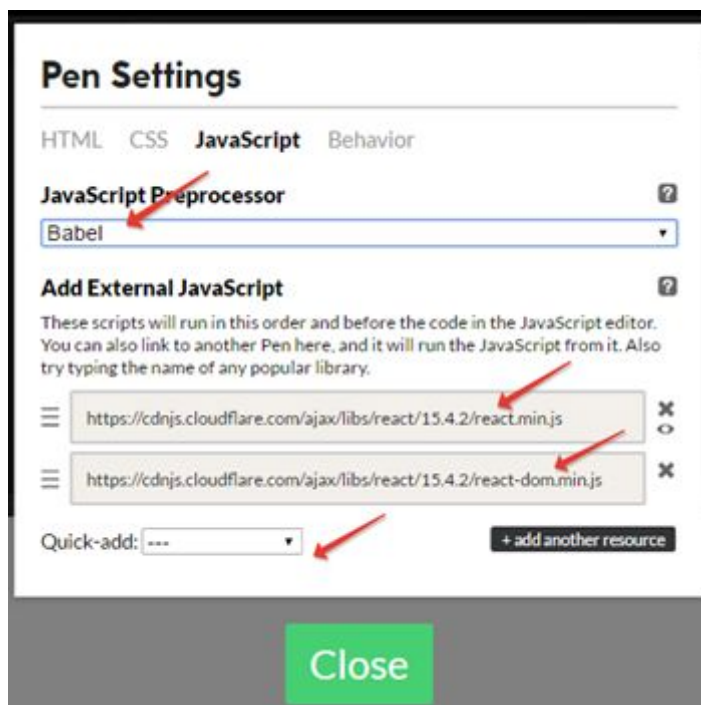 Pen Settings
HTML CSS JavaScript Behavior
JavaScript Preprocessor ?
Babel
Add External JavaScript ?
These scripts will run in this order and before the code in the JavaScript editor.
You can also link to another Pen here, and it will run the JavaScript from it. Also
try typing the name of any popular library.
https://cdnjs.cloudflare.com/ajax/libs/react/15.4.2/react.min.js
https://cdnjs.cloudflare.com/ajax/libs/react/15.4.2/react-dom.min.js
Quick-add: --- + add another resource
Close